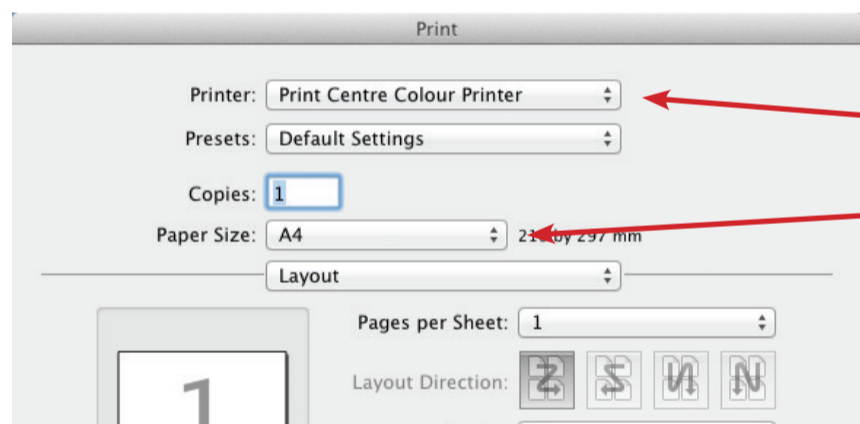 Print
Printer: Print Centre Colour Printer
Presets: Default Settings
Copies: 1
Paper Size: A4 by 297 mm
Layout
Pages per Sheet: 1
Layout Direction:
1